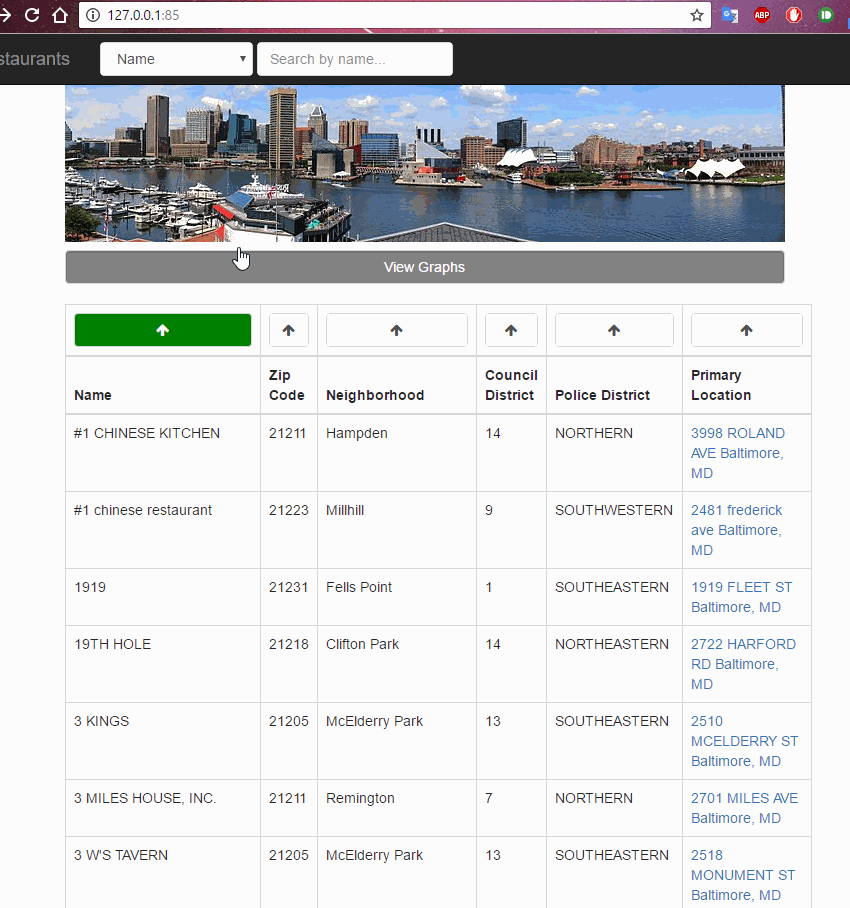 127.0.0.1:85
ABP
staurants
Name
Search by name...
View Graphs
Name
Zip Code
Neighborhood
Council District
Police District
Primary Location
#1 CHINESE KITCHEN
21211
Hampden
14
NORTHERN
3998 ROLAND
AVE Baltimore,
MD
#1 chinese restaurant
21223
Millhill
9
SOUTHWESTERN
2481 frederick
ave Baltimore,
MD
1919
21231
Fells Point
1
SOUTHEASTERN
1919 FLEET ST
Baltimore, MD
19TH HOLE
21218
Clifton Park
14
NORTHEASTERN
2722 HARFORD
RD Baltimore,
MD
3 KINGS
21205
McElderry Park
13
SOUTHEASTERN
2510
MCELDERRY ST
Baltimore, MD
3 MILES HOUSE, INC.
21211
Remington
7
NORTHERN
2701 MILES AVE
Baltimore, MD
3 W'S TAVERN
21205
McElderry Park
13
SOUTHEASTERN
2518
MONUMENT ST
Baltimore, MD